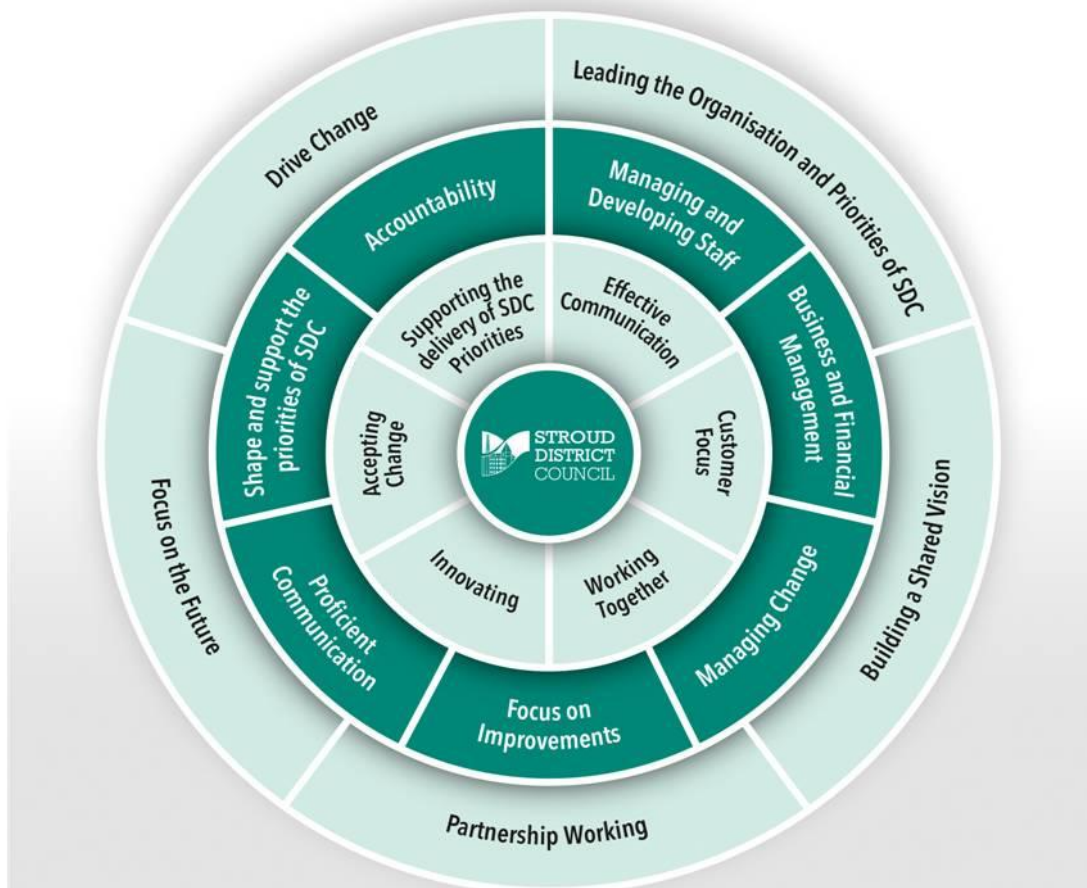 Drive Change
Leading the Organisation and Priorities of SDC
Building a Shared Vision
Partnership Working
Focus on the Future
Accountability
Managing and
Developing Staff
Business and Financial
Management
Managing Change
Focus on
Improvements
Proficient
Communication
Shape and support the
priorities of SDC
Supporting the
delivery of SDC
Priorities
Effective
Communication
Customer
Focus
Working
Together
Innovating
Accepting
Change
STROUD
DISTRICT
COUNCIL